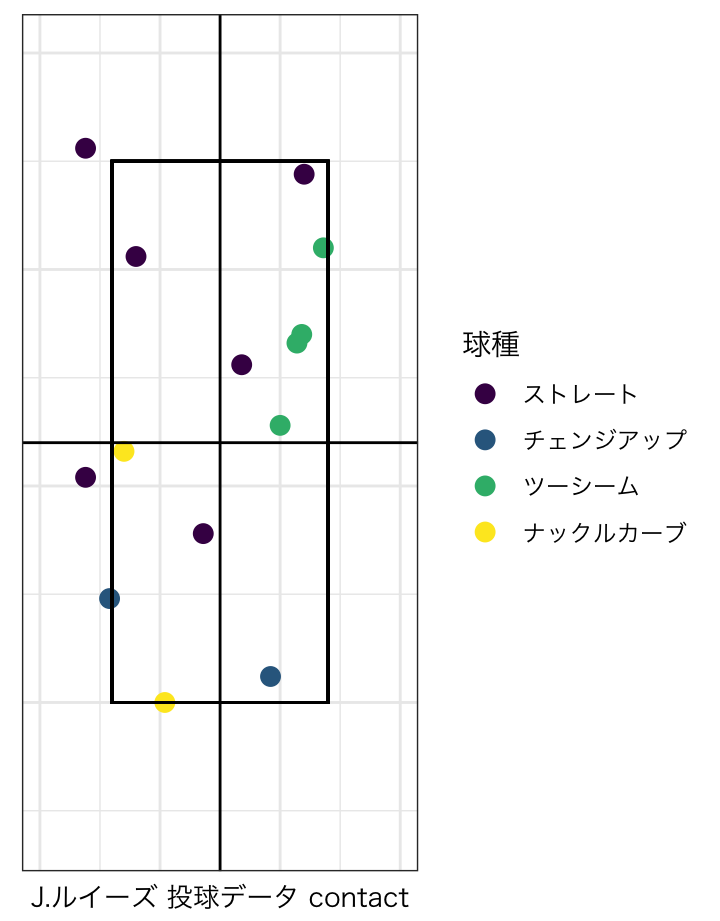 球種
ストレート
チェンジアップ
ツーシーム
ナックルカーブ
J.ルイーズ 投球データ contact